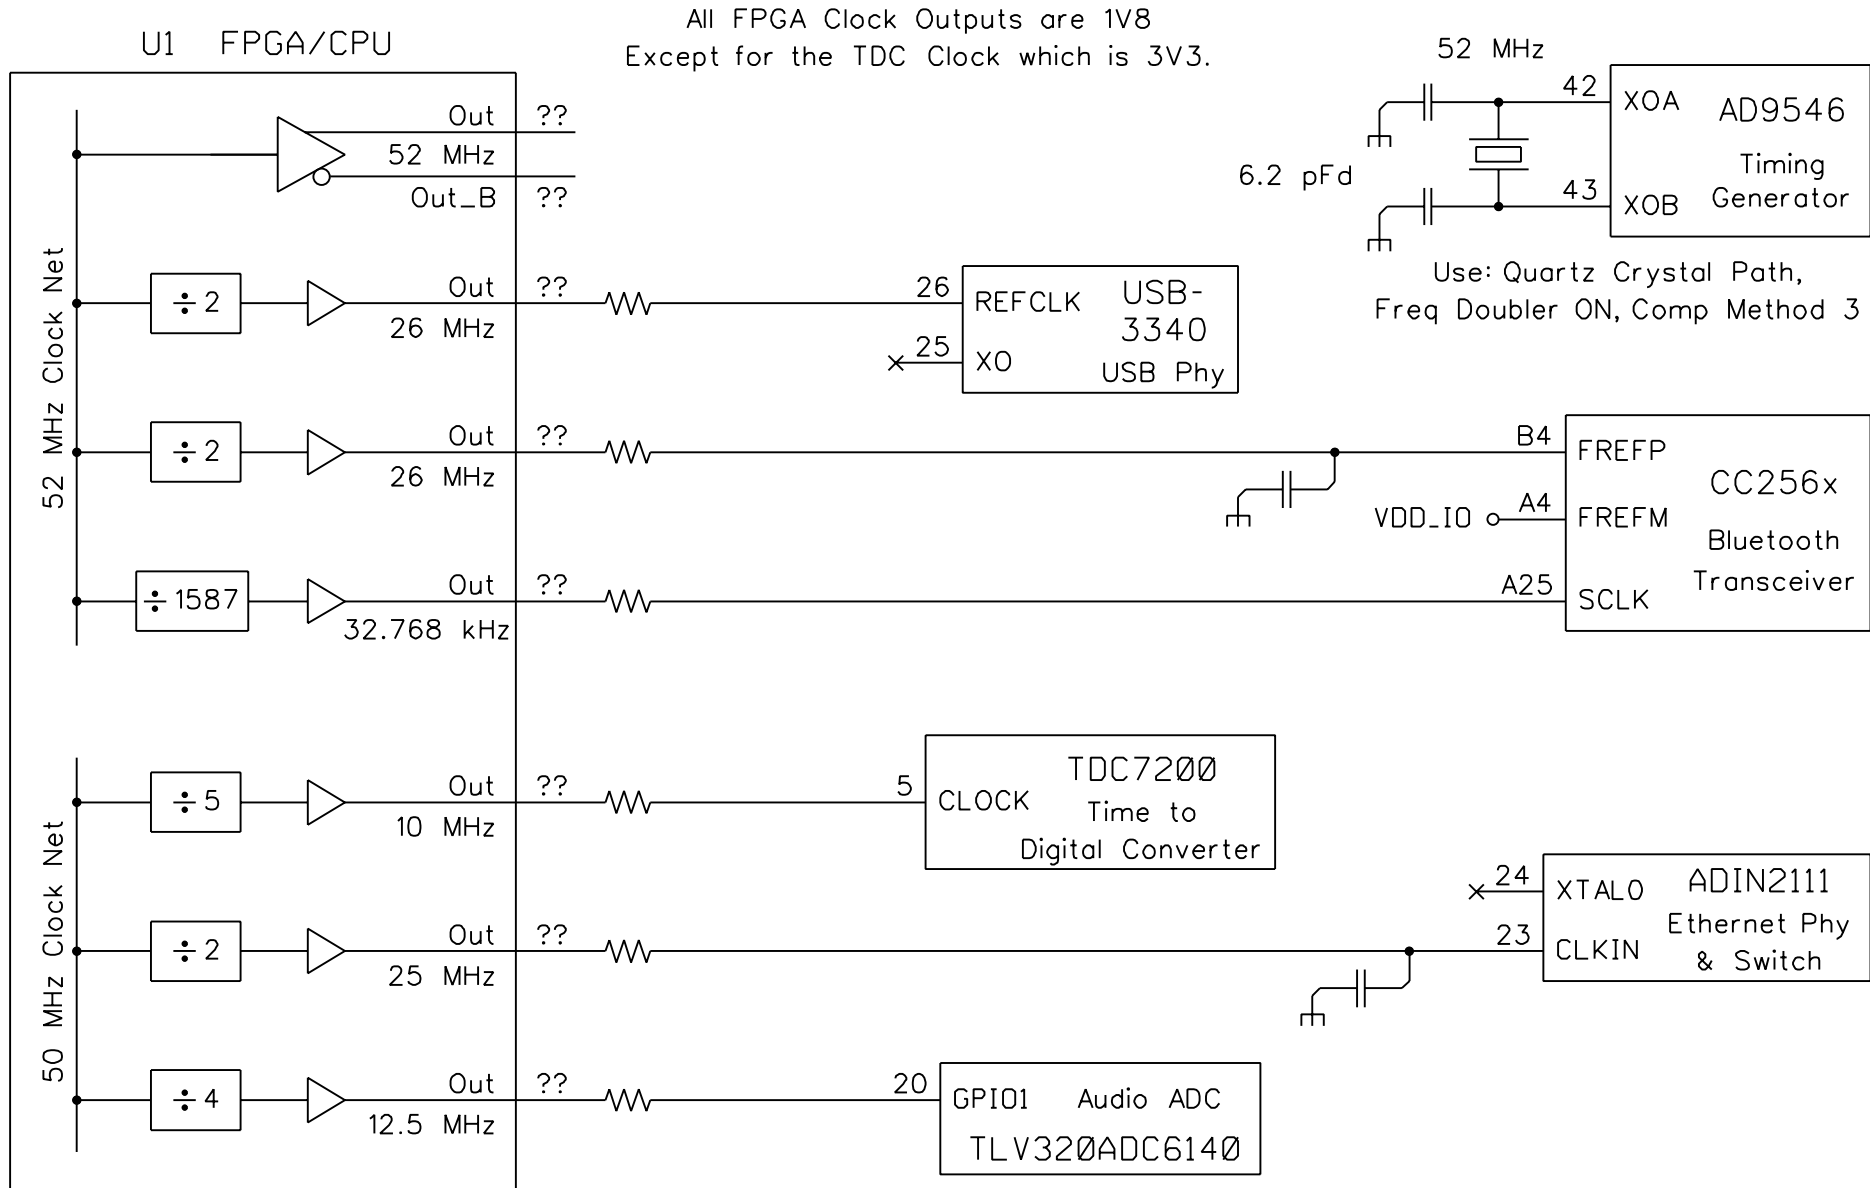 All FPGA Clock Outputs are 1V8
Except for the TDC Clock which is 3V3.
U1 FPGA/CPU
52 MHz Clock Net
Out ??
52 MHz
Out_B ??
÷ 2
Out ??
26 MHz
÷ 2
Out ??
26 MHz
÷ 1587
Out ??
32.768 kHz
50 MHz Clock Net
÷ 5
Out ??
10 MHz
÷ 2
Out ??
25 MHz
÷ 4
Out ??
12.5 MHz
52 MHz
6.2 pFd
42 XOA
43 XOB
AD9546
Timing
Generator
Use: Quartz Crystal Path,
Freq Doubler ON, Comp Method 3
26 REFCLK
25 XO
USB-
3340
USB Phy
B4 FREFP
VDD_IO A4 FREFM
A25 SCLK
CC256x
Bluetooth
Transceiver
5 CLOCK
TDC7200
Time to
Digital Converter
24 XTALO
23 CLKIN
ADIN2111
Ethernet Phy
& Switch
20 GPIO1 Audio ADC
TLV320ADC6140